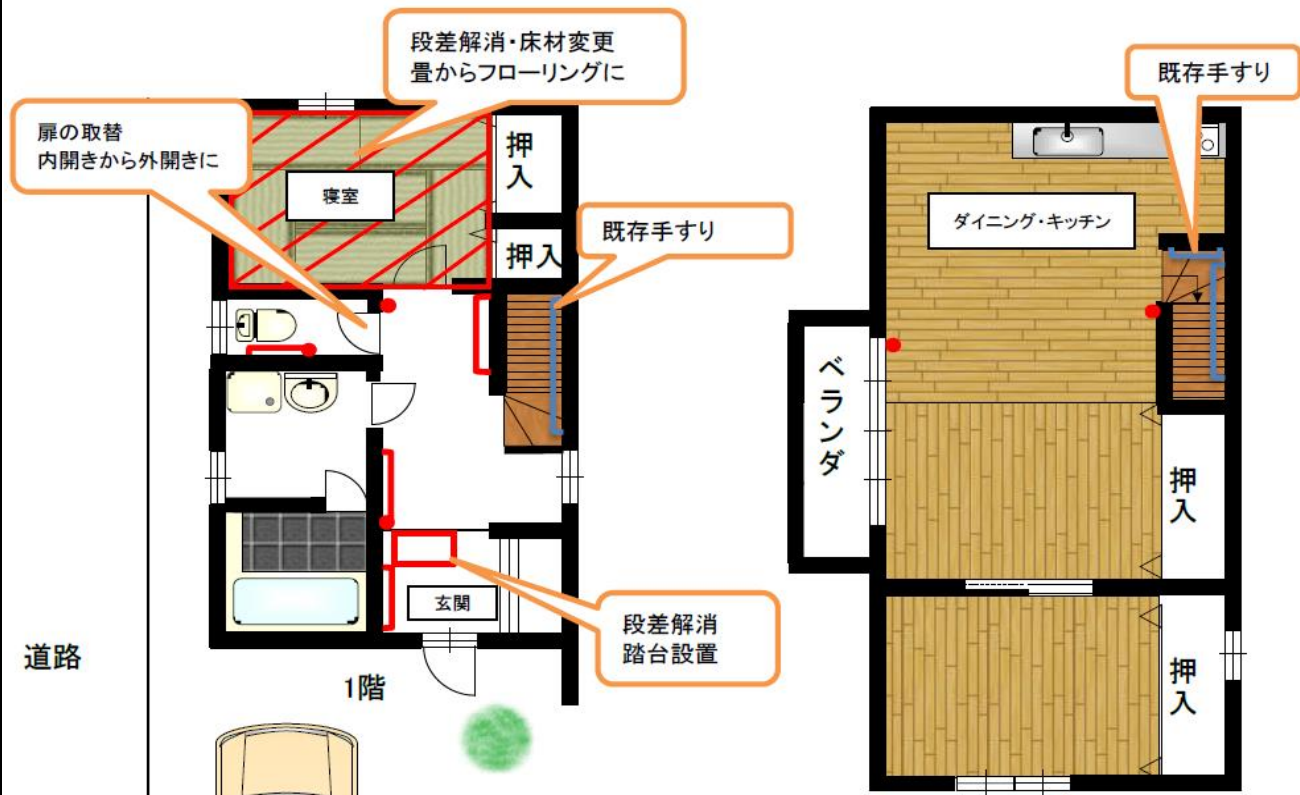 段差解消・床材変更
畳からフローリングに
既存手すり
扉の取替
内開きから外開きに
押入
寝室
押入
既存手すり
ダイニング・キッチン
ベランダ
押入
玄関
段差解消
踏台設置
道路
1階
押入